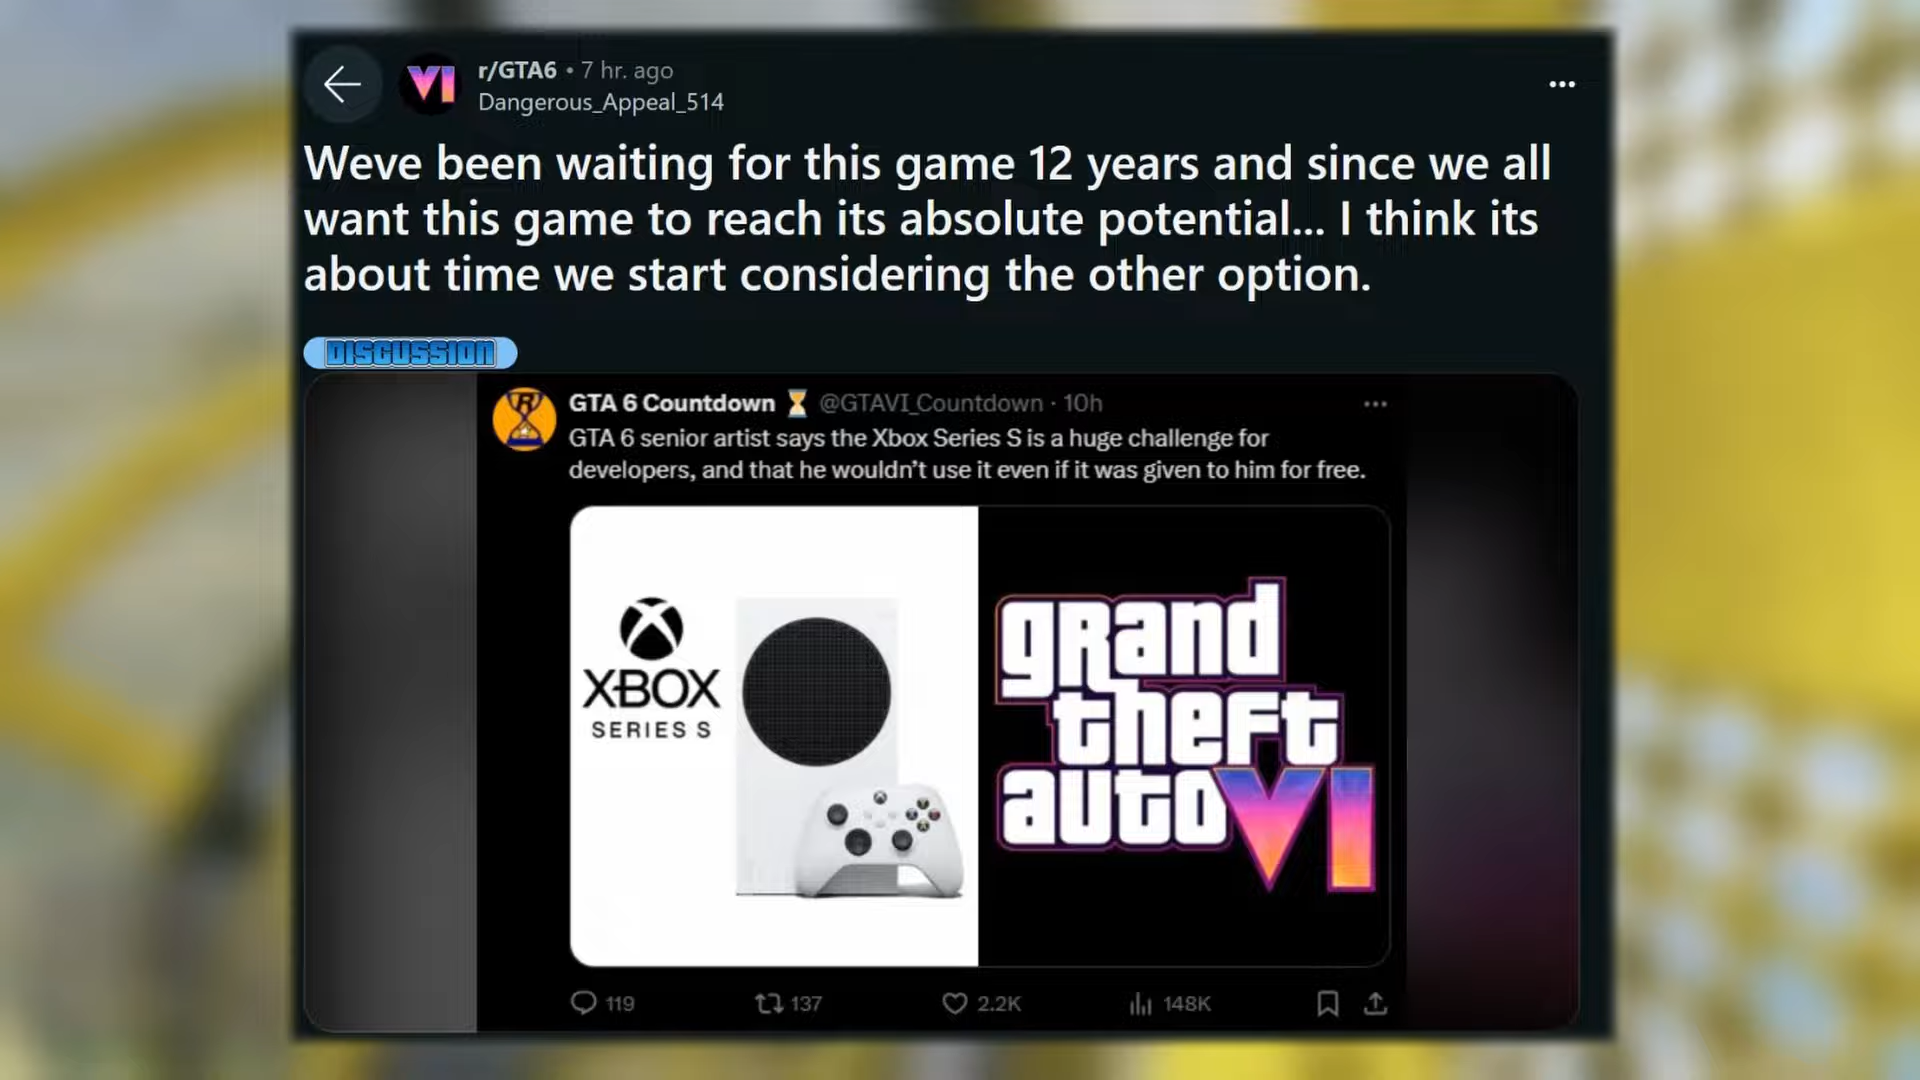 VI r/GTA6 • 7 hr. ago
Dangerous_Appeal_514
Weve been waiting for this game 12 years and since we all
want this game to reach its absolute potential... I think its
about time we start considering the other option.
DISCUSSION
GTA 6 Countdown ⏳ @GTAVI_Countdown · 10h
GTA 6 senior artist says the Xbox Series S is a huge challenge for
developers, and that he wouldn't use it even if it was given to him for free.
XBOX
SERIES S
grand
theft
auto VI
119 137 2.2K 148K